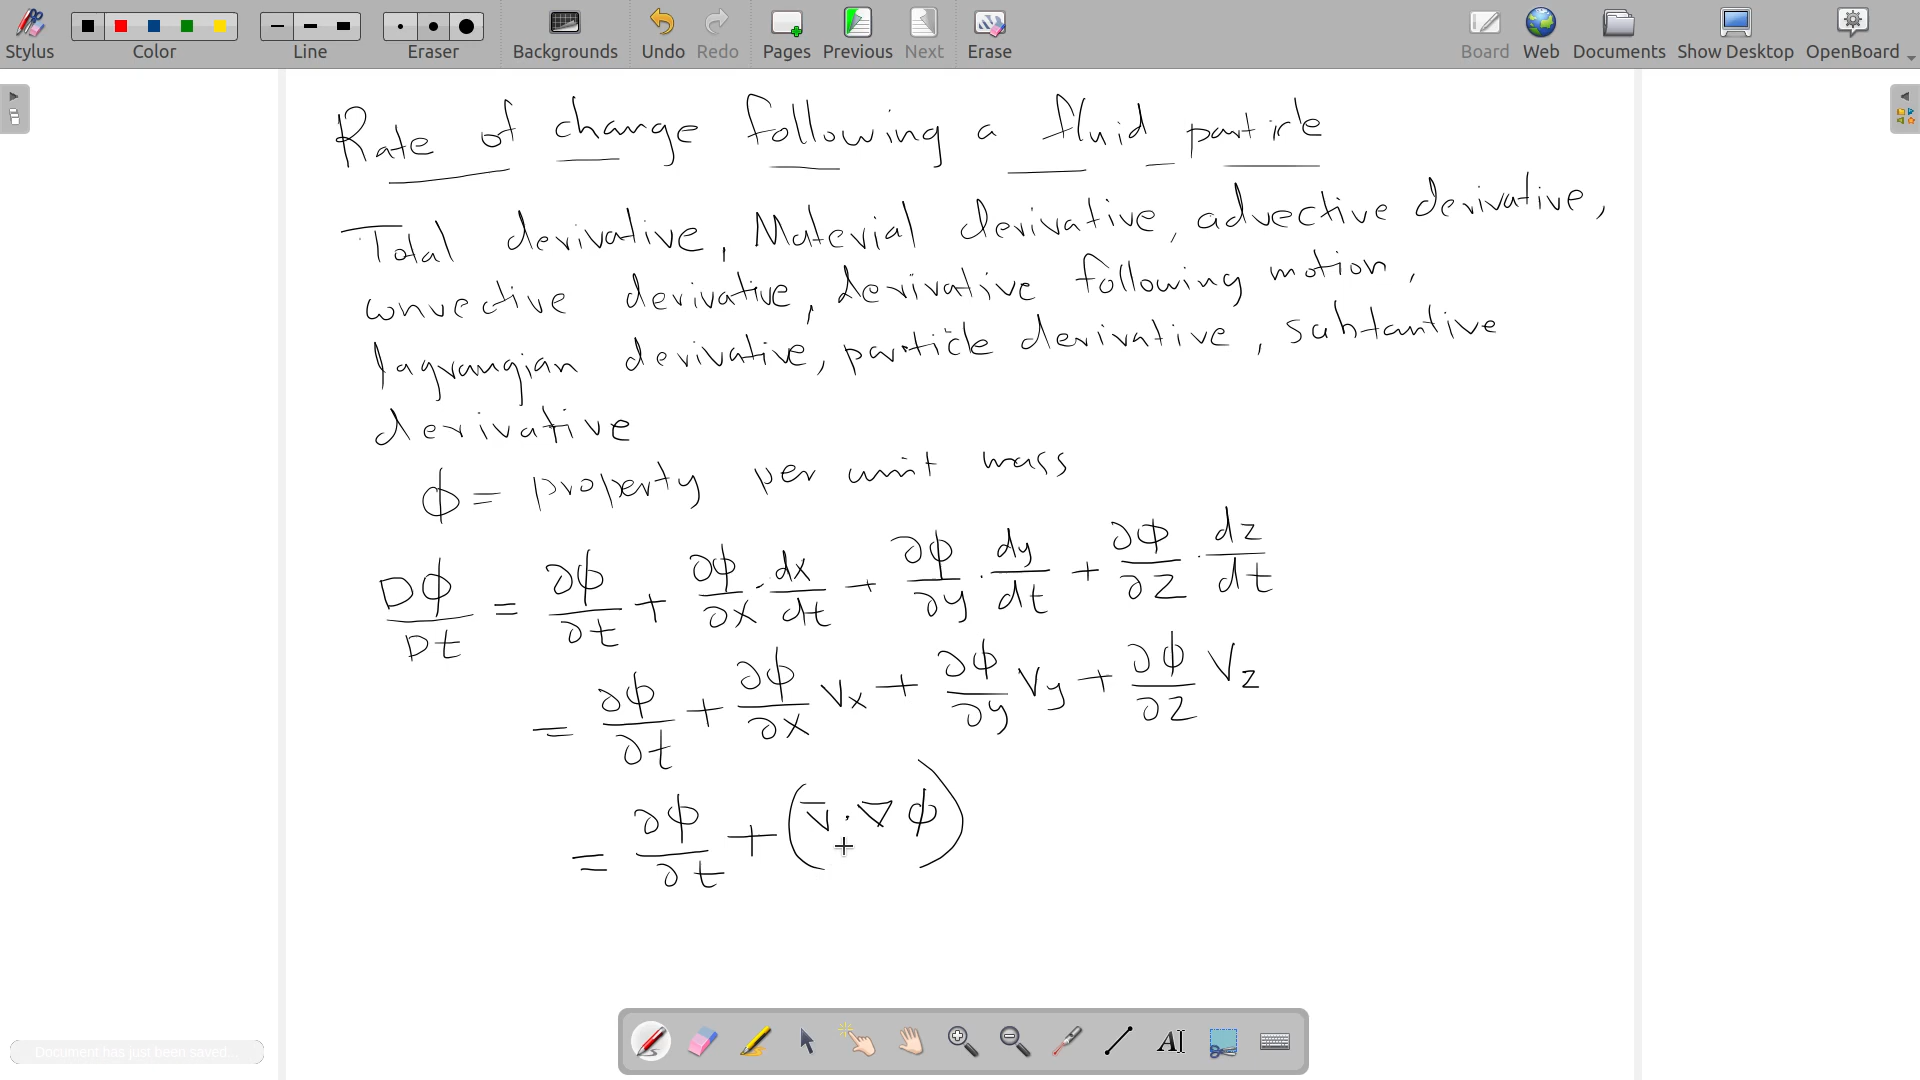 Stylus Color Line Eraser Backgrounds Undo Redo Pages Previous Next Erase Board Web Documents Show Desktop OpenBoard
Rate of change following a fluid particle
Total derivative, Material derivative, advective derivative,
convective derivative, derivative following motion,
lagrangian derivative, particle derivative, substantive
derivative
ϕ = property per unit mass
Dϕ/Dt = ∂ϕ/∂t + ∂ϕ/∂x · dx/dt + ∂ϕ/∂y · dy/dt + ∂ϕ/∂z · dz/dt
= ∂ϕ/∂t + ∂ϕ/∂x Vx + ∂ϕ/∂y Vy + ∂ϕ/∂z Vz
= ∂ϕ/∂t + (v̄ · ∇ϕ)
Document has just been saved...